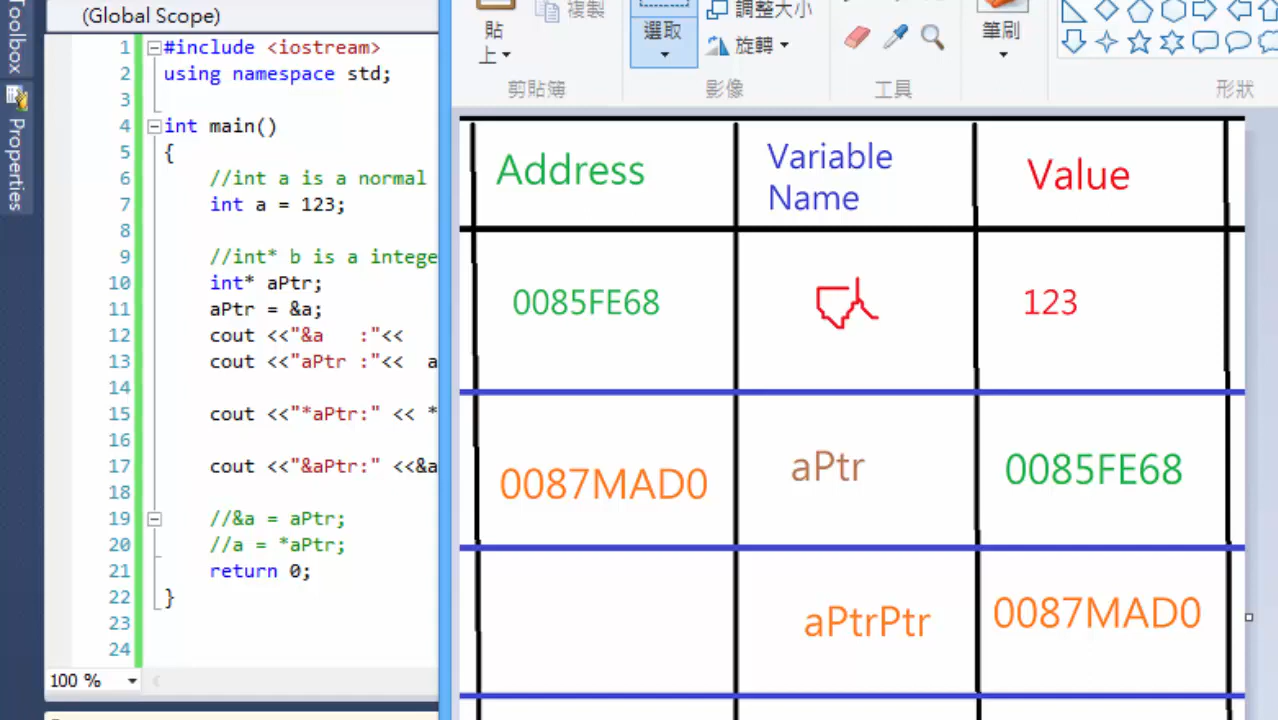 Toolbox
Properties
(Global Scope)
1 #include <iostream>
2 using namespace std;
3
4 int main()
5 {
6 //int a is a normal
7 int a = 123;
8
9 //int* b is a intege
10 int* aPtr;
11 aPtr = &a;
12 cout <<"&a   :"<<
13 cout <<"aPtr :"<<  a
14
15 cout <<"*aPtr:" << *
16
17 cout <<"&aPtr:" <<&a
18
19 //&a = aPtr;
20 //a = *aPtr;
21 return 0;
22 }
23
24
100 %
貼上
複製
剪貼簿
選取
調整大小
旋轉
影像
工具
筆刷
形狀
Address Variable Name Value
0085FE68 a 123
0087MAD0 aPtr 0085FE68
aPtrPtr 0087MAD0